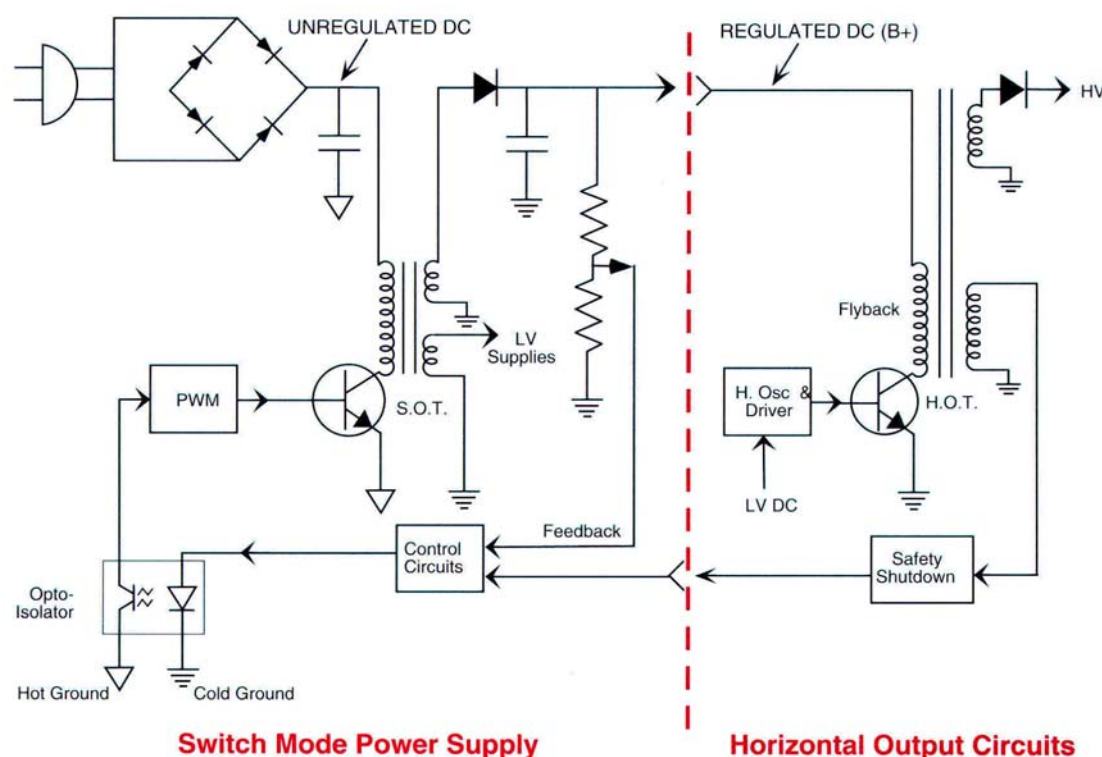 UNREGULATED DC
REGULATED DC (B+)
HV
LV
Supplies
Flyback
PWM
S.O.T.
H. Osc &
Driver
H.O.T.
LV DC
Feedback
Control
Circuits
Safety
Shutdown
Opto-
Isolator
Hot Ground
Cold Ground
Switch Mode Power Supply
Horizontal Output Circuits